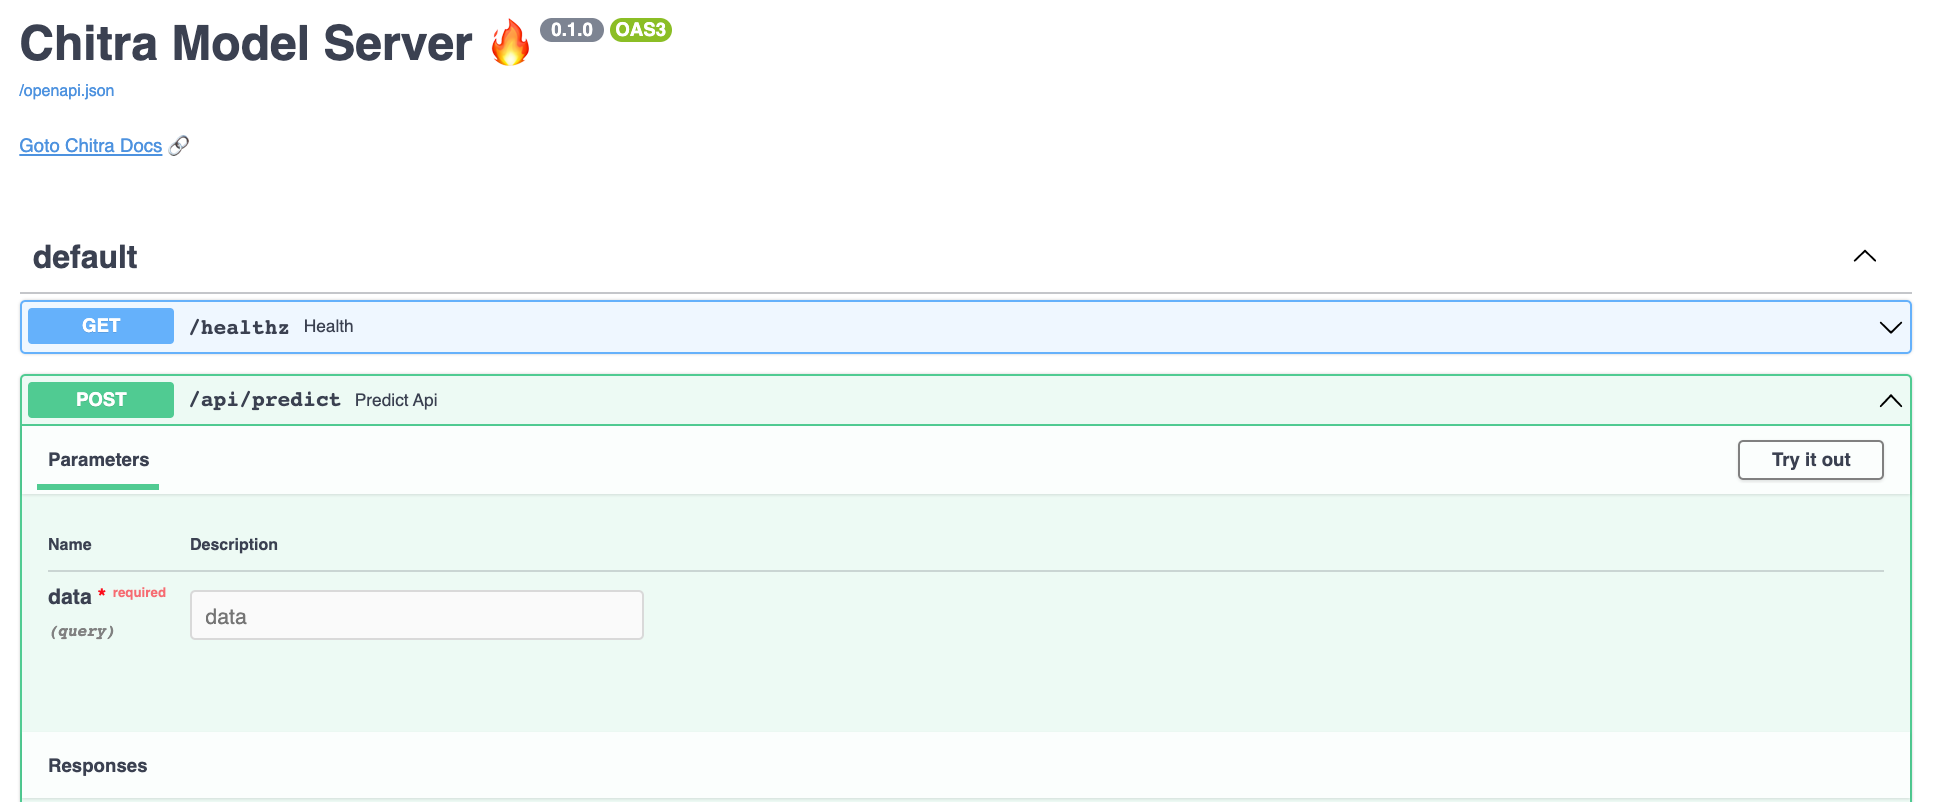 Chitra Model Server 🔥 0.1.0 OAS3
/openapi.json
Goto Chitra Docs 🔗
default
GET /healthz Health
POST /api/predict Predict Api
Parameters Try it out
Name Description
data * required
data
(query)
Responses